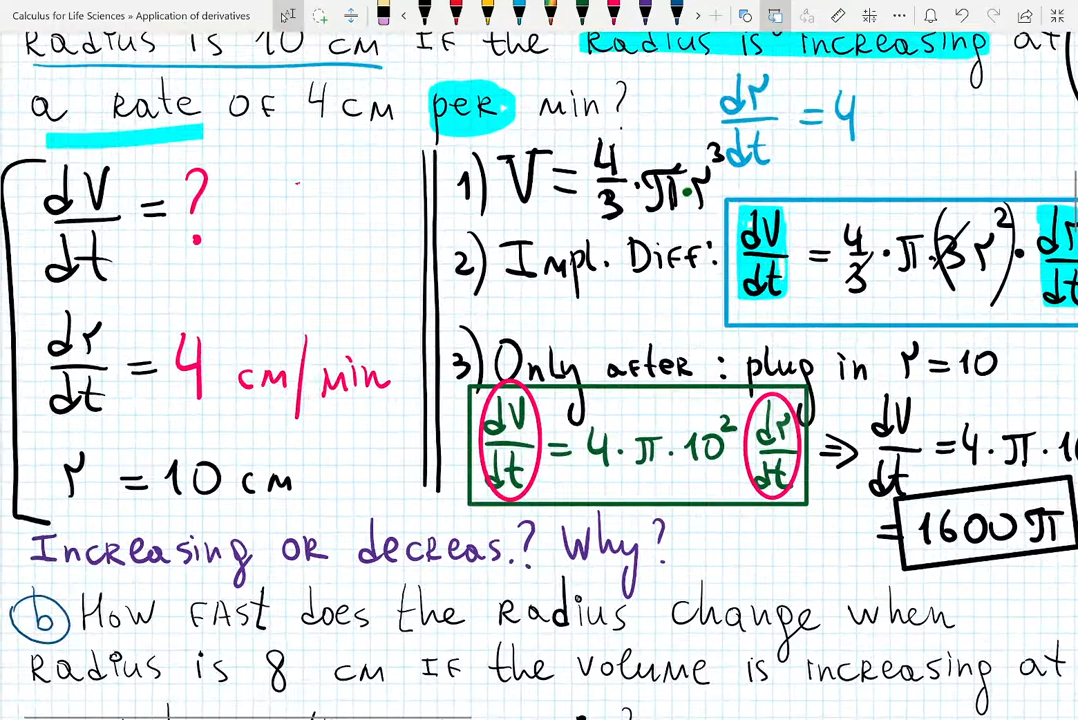 Calculus for Life Sciences » Application of derivatives
Radius is 10 cm If the Radius is increasing at
a rate of 4 cm per min?
dr/dt = 4
dV/dt = ?
dr/dt = 4 cm/min
r = 10 cm
1) V = 4/3 · π · r³
2) Impl. Diff: dV/dt = 4/3 · π · (3r²) · dr/dt
3) Only after : plug in r = 10
dV/dt = 4 · π · 10² dr/dt ⇒ dV/dt = 4 · π · 10
= 1600 π
Increasing or decreas.? Why?
b How Fast does the Radius change when
Radius is 8 cm If the volume is increasing at